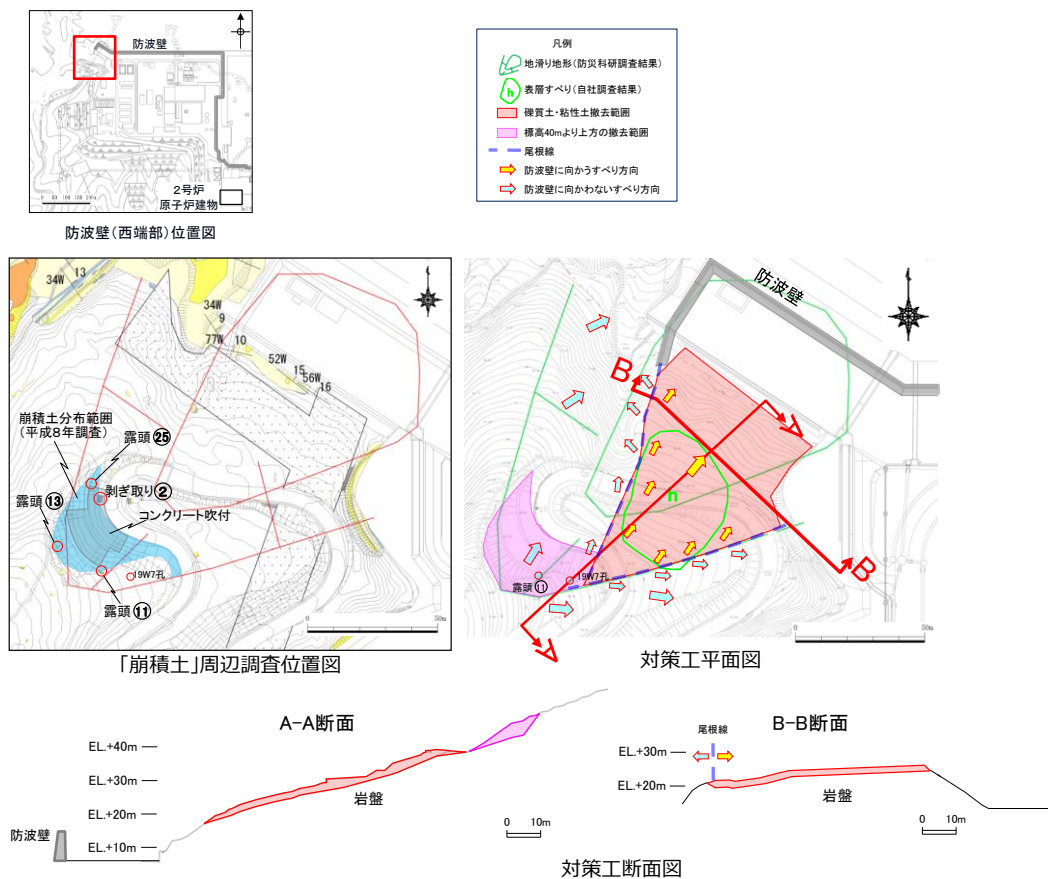 防波壁
2号炉
原子炉建物
0 50 100 150 200m
防波壁(西端部)位置図
凡例
地滑り地形(防災科研調査結果)
h 表層すべり(自社調査結果)
礫質土・粘性土撤去範囲
標高40mより上方の撤去範囲
尾根線
防波壁に向かうすべり方向
防波壁に向かわないすべり方向
34W
13
34W
9
77W
10
52W
15
56W
16
崩積土分布範囲
(平成8年調査)
露頭㉕
露頭⑬
剥ぎ取り②
コンクリート吹付
19W7孔
露頭⑪
0 50m
「崩積土」周辺調査位置図
防波壁
B
A
h
B
露頭⑪
19W7孔
A
0 50m
対策工平面図
A-A断面
EL.+40m
EL.+30m
EL.+20m
EL.+10m
防波壁
岩盤
0 10m
B-B断面
尾根線
EL.+30m
EL.+20m
岩盤
0 10m
対策工断面図